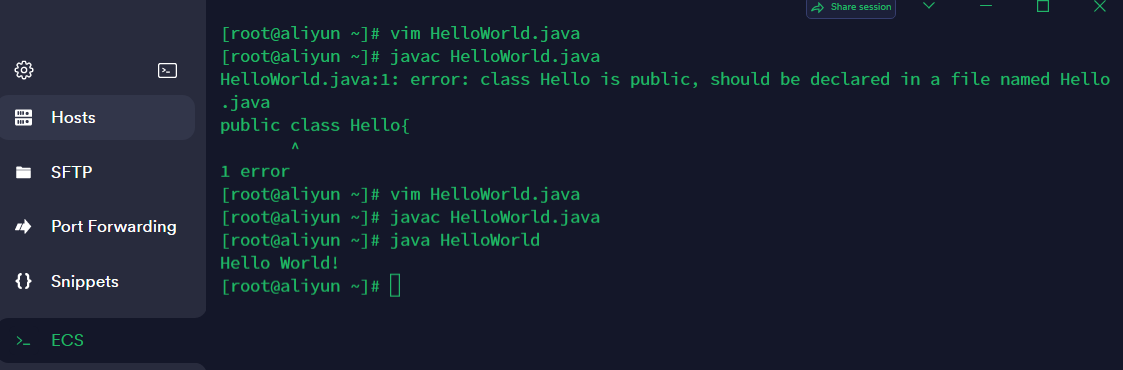 Share session
Hosts
SFTP
Port Forwarding
Snippets
ECS
[root@aliyun ~]# vim HelloWorld.java
[root@aliyun ~]# javac HelloWorld.java
HelloWorld.java:1: error: class Hello is public, should be declared in a file named Hello
.java
public class Hello{
       ^
1 error
[root@aliyun ~]# vim HelloWorld.java
[root@aliyun ~]# javac HelloWorld.java
[root@aliyun ~]# java HelloWorld
Hello World!
[root@aliyun ~]#